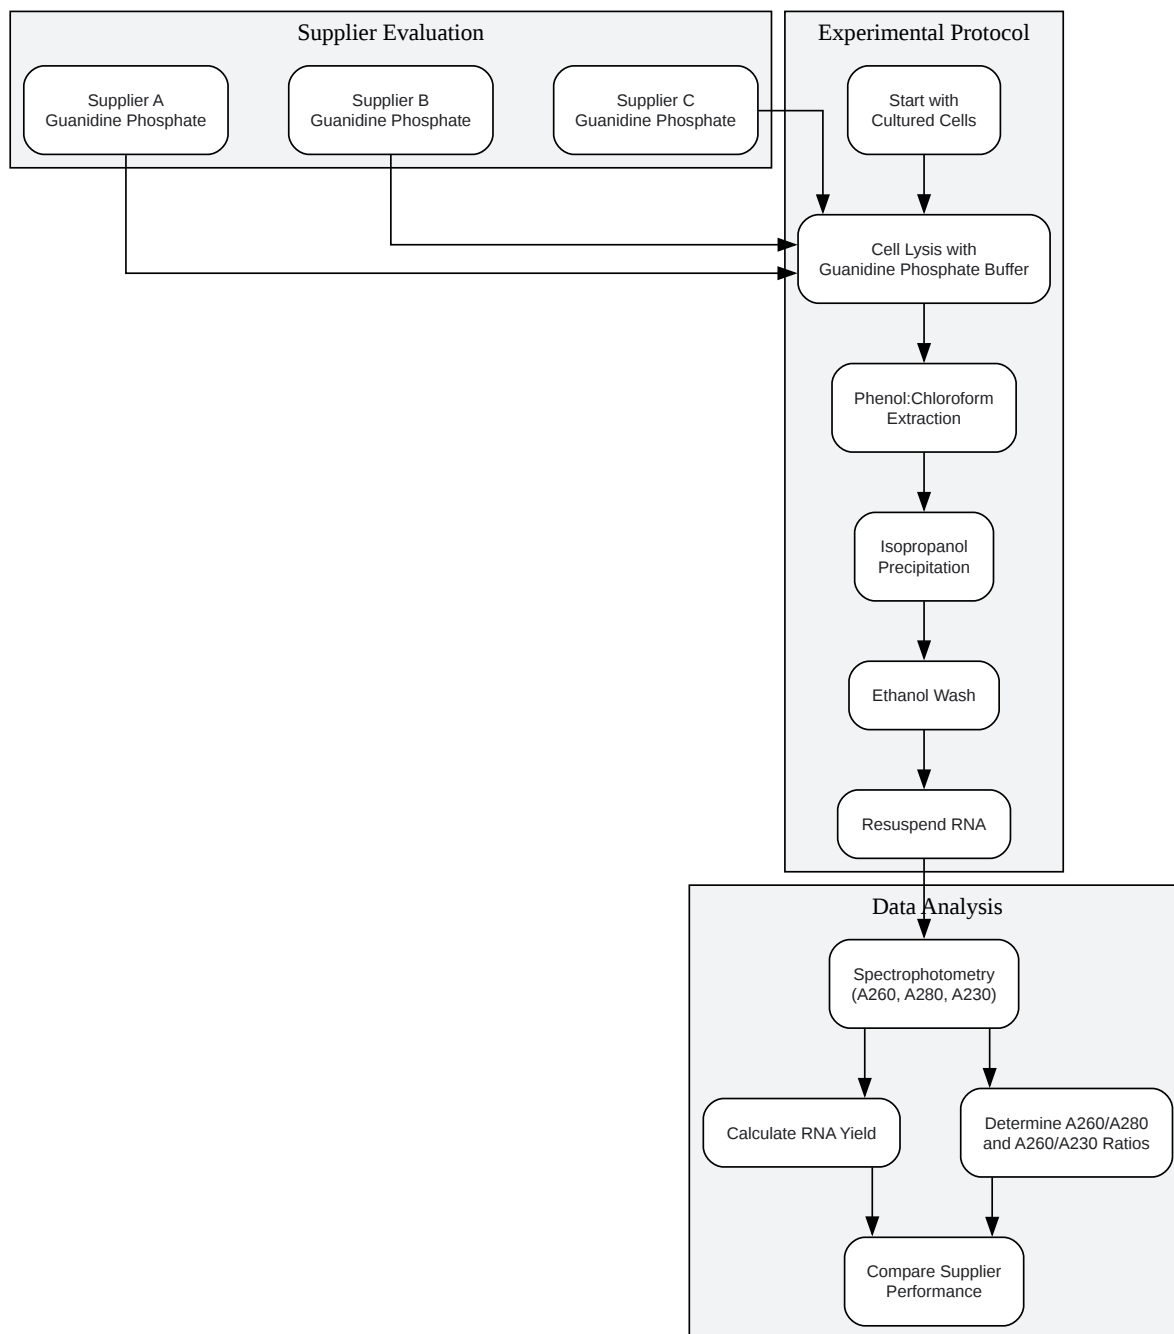 Supplier Evaluation
Supplier A
Guanidine Phosphate
Supplier B
Guanidine Phosphate
Supplier C
Guanidine Phosphate
Experimental Protocol
Start with
Cultured Cells
Cell Lysis with
Guanidine Phosphate Buffer
Phenol:Chloroform
Extraction
Isopropanol
Precipitation
Ethanol Wash
Resuspend RNA
Data Analysis
Spectrophotometry
(A260, A280, A230)
Calculate RNA Yield
Determine A260/A280
and A260/A230 Ratios
Compare Supplier
Performance